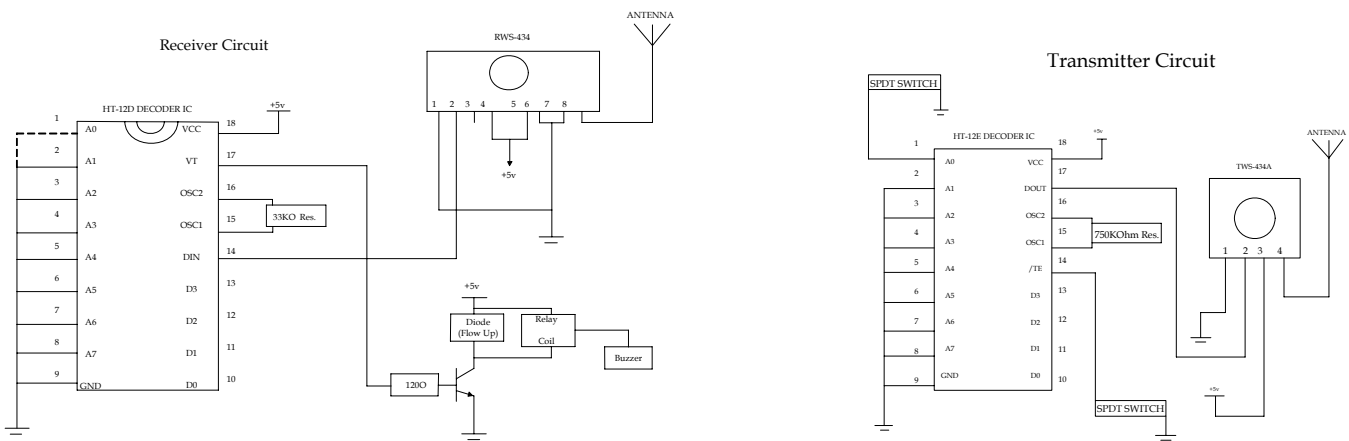 Receiver Circuit
HT-12D DECODER IC
1 A0 VCC 18 +5v
2 A1 VT 17
3 A2 OSC2 16
33KO Res.
4 A3 OSC1 15
5 A4 DIN 14
6 A5 D3 13
7 A6 D2 12
8 A7 D1 11
9 GND D0 10
RWS-434
ANTENNA
1 2 3 4 5 6 7 8
+5v
+5v
Diode
(Flow Up)
Relay
Coil
Buzzer
120O
Transmitter Circuit
SPDT SWITCH
HT-12E DECODER IC
1 A0 VCC 18 +5v
2 A1 DOUT 17
3 A2 OSC2 16
750KOhm Res.
4 A3 OSC1 15
5 A4 /TE 14
6 A5 D3 13
7 A6 D2 12
8 A7 D1 11
9 GND D0 10
SPDT SWITCH
ANTENNA
TWS-434A
1 2 3 4
+5v